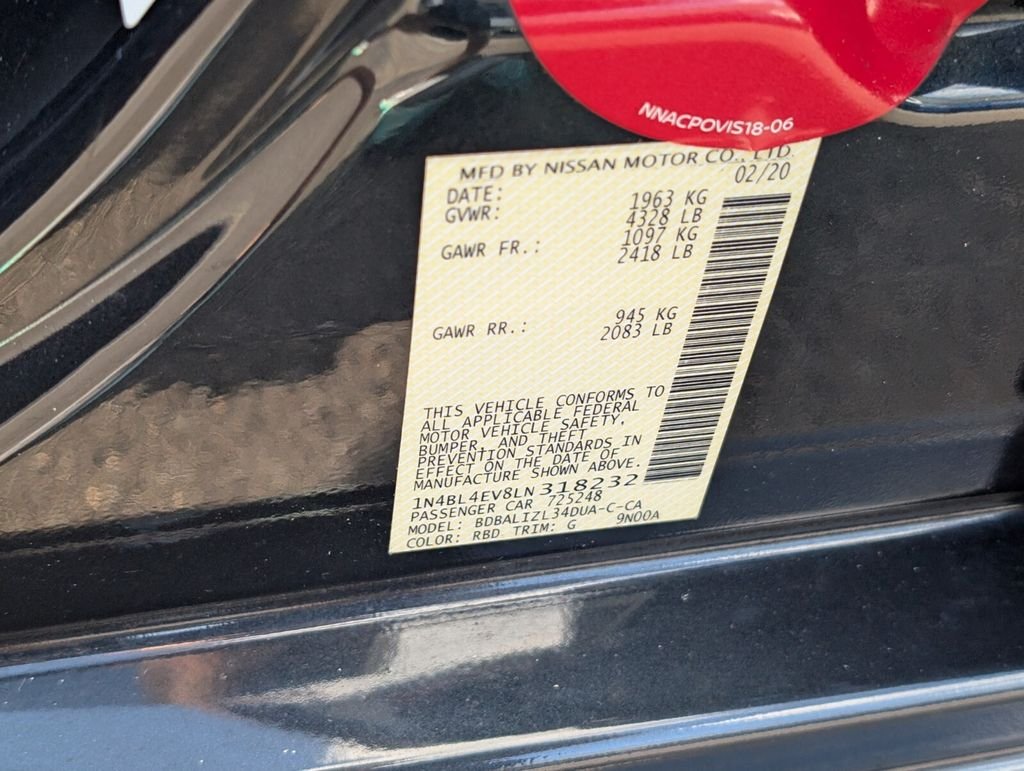 NNACPOVIS18-06
MFD BY NISSAN MOTOR CO., LTD.
DATE: 02/20
GVWR: 1963 KG
4328 LB
GAWR FR.: 1097 KG
2418 LB
GAWR RR.: 945 KG
2083 LB
THIS VEHICLE CONFORMS TO
ALL APPLICABLE FEDERAL
MOTOR VEHICLE SAFETY,
BUMPER, AND THEFT
PREVENTION STANDARDS IN
EFFECT ON THE DATE OF
MANUFACTURE SHOWN ABOVE.
1N4BL4EV8LN318232
PASSENGER CAR 725248
MODEL: BDBALIZL34DUA-C-CA
COLOR: RBD TRIM: G 9N00A